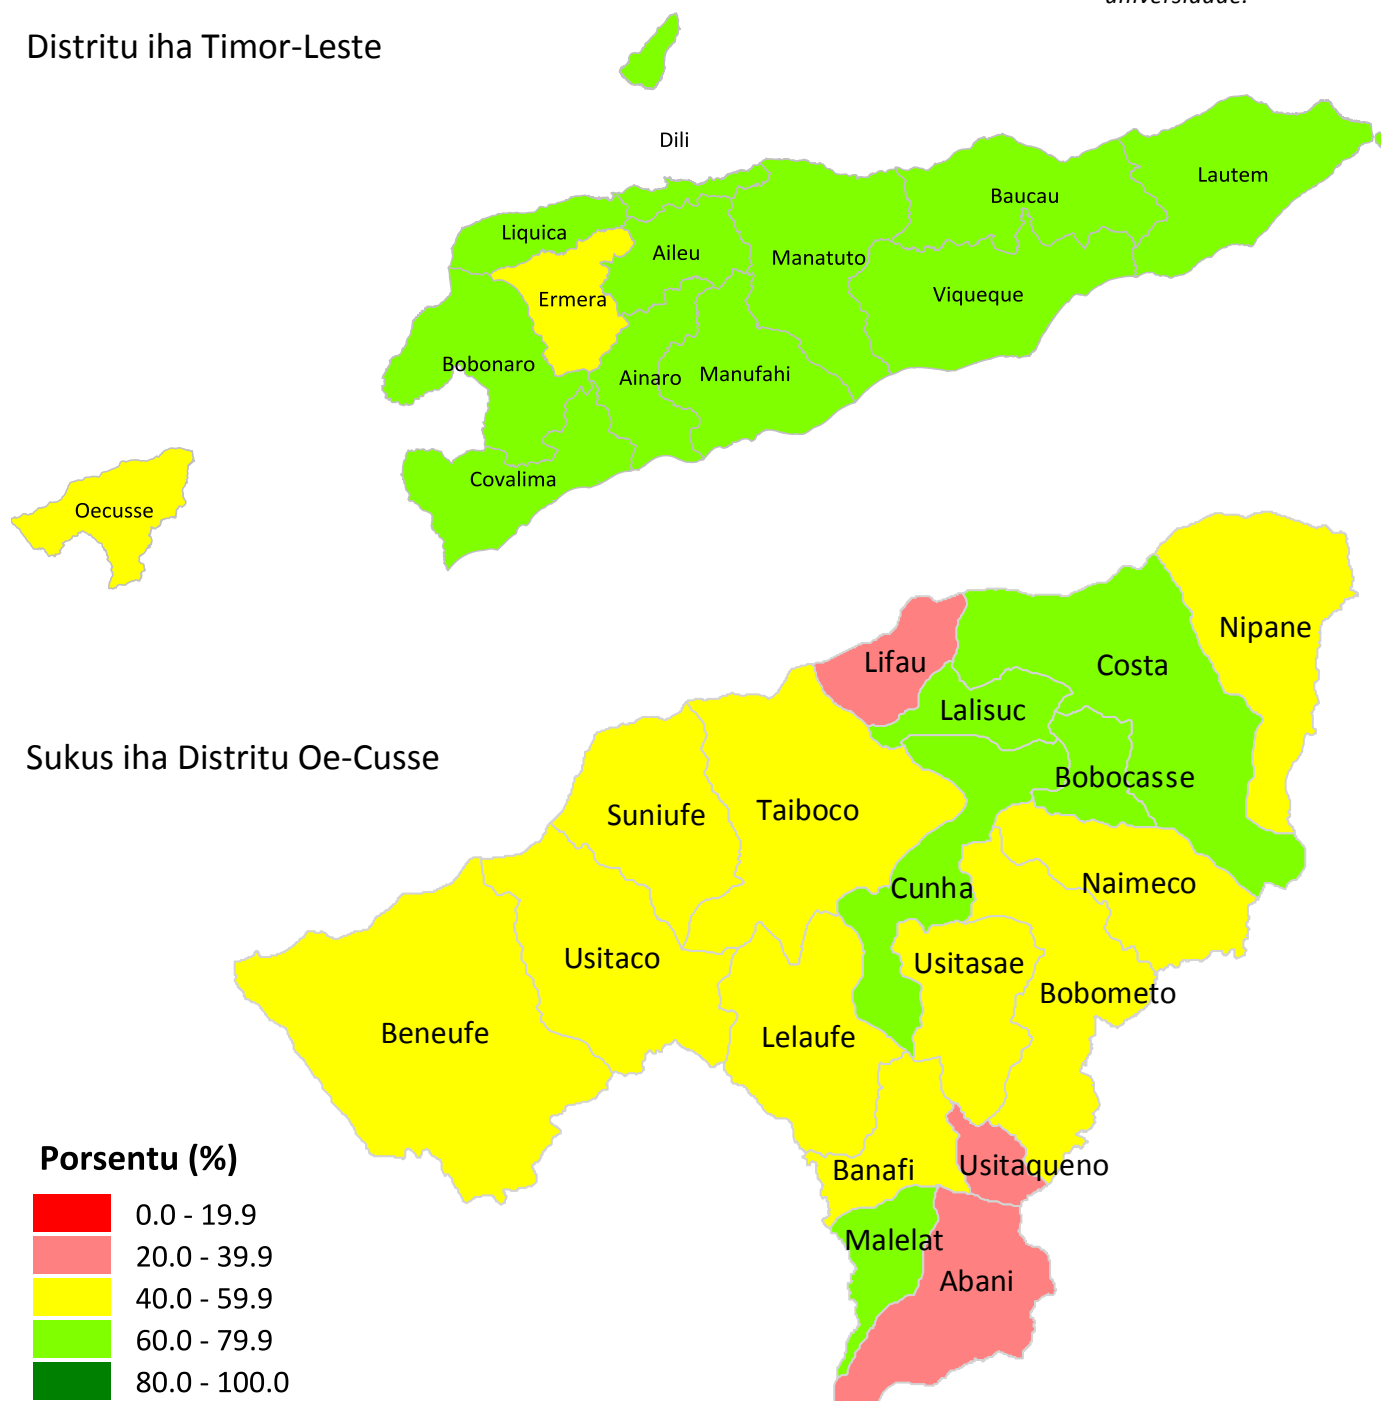 Distritu iha Timor-Leste
Dili
Lautem
Baucau
Liquica
Aileu
Manatuto
Viqueque
Ermera
Bobonaro
Ainaro
Manufahi
Covalima
Oecusse
Nipane
Lifau
Costa
Lalisuc
Sukus iha Distritu Oe-Cusse
Bobocasse
Suniufe
Taiboco
Cunha
Naimeco
Usitaco
Usitasae
Bobometo
Beneufe
Lelaufe
Banafi
Usitaqueno
Malelat
Abani
Porsentu (%)
0.0 - 19.9
20.0 - 39.9
40.0 - 59.9
60.0 - 79.9
80.0 - 100.0